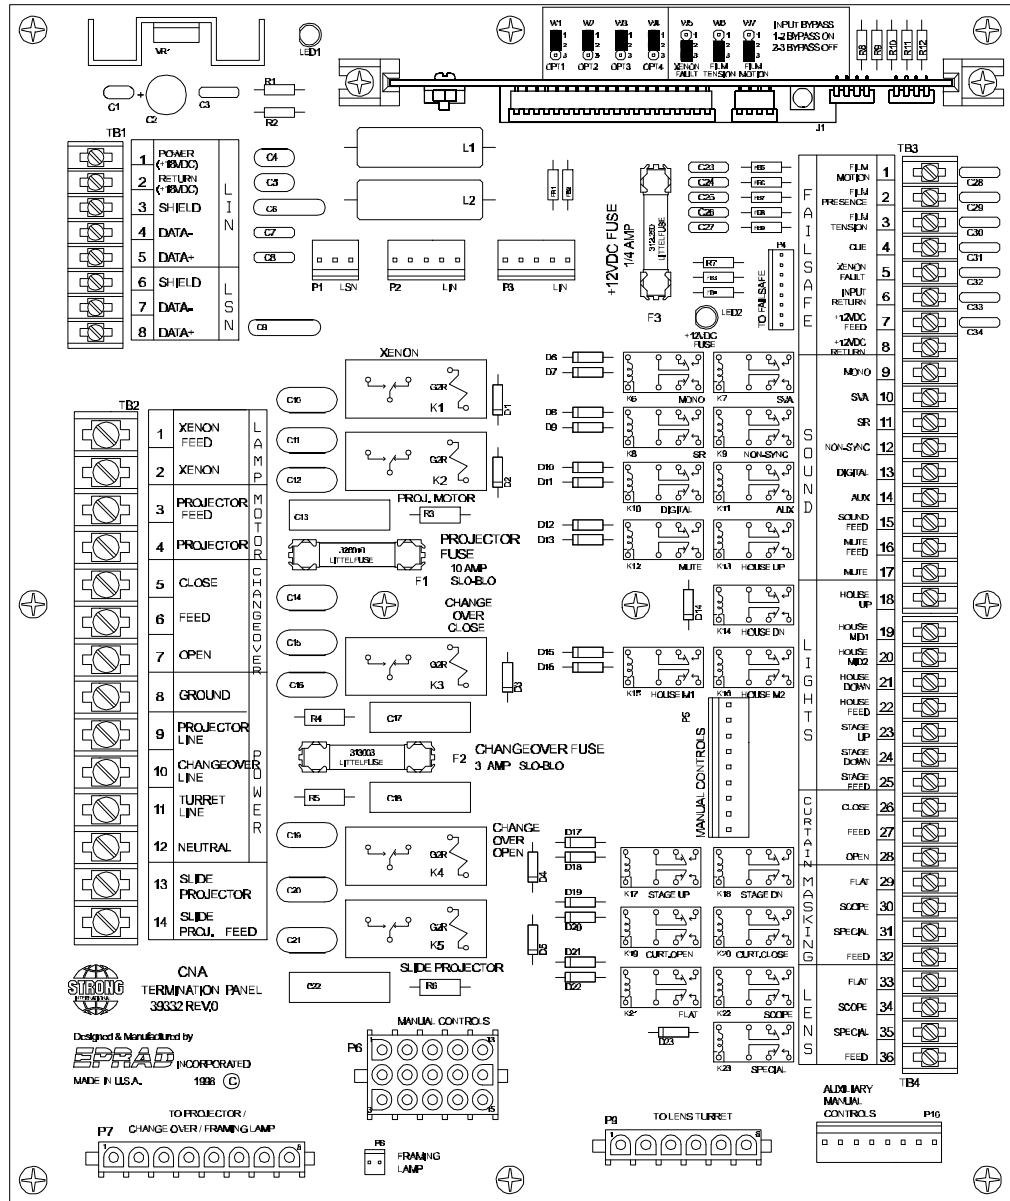 W1 W2 W3 W4 W5 W6 W7
INPUT BYPASS
1-2 BYPASS ON
2-3 BYPASS OFF
1 2 3
OPT1 OPT2 OPT3 OPT4
XENON FAULT
FILM TENSION
FILM MOTION
R8 R9 R10 R11 R12
VR1
LED1
C1 + C2 C3
R1
R2
J1
TB1
1 POWER (+18VDC)
2 RETURN (+18VDC)
3 SHIELD
4 DATA-
5 DATA+
6 SHIELD
7 DATA-
8 DATA+
LIN
LSN
C4
C5
C6
C7
C8
C9
L1
L2
P1 LSN
P2 LIN
P3 LIN
+12VDC FUSE
1/4 AMP
LITTELFUSE
F3
C23
C24
C25
C26
C27
R7
P4
TO FAILSAFE
LED2
+12VDC
FUSE
TB3
FAILSAFE
FILM MOTION 1
FILM PRESENCE 2
FILM TENSION 3
CUE 4
XENON FAULT 5
INPUT RETURN 6
+12VDC FEED 7
+12VDC RETURN 8
C28
C29
C30
C31
C32
C33
C34
SOUND
MONO 9
SVA 10
SR 11
NON-SYNC 12
DIGITAL 13
AUX 14
SOUND FEED 15
MUTE FEED 16
MUTE 17
LIGHTS
HOUSE UP 18
HOUSE MID1 19
HOUSE MID2 20
HOUSE DOWN 21
HOUSE FEED 22
STAGE UP 23
STAGE DOWN 24
STAGE FEED 25
CURTAIN
CLOSE 26
FEED 27
OPEN 28
MASKING
FLAT 29
SCOPE 30
SPECIAL 31
FEED 32
LENS
FLAT 33
SCOPE 34
SPECIAL 35
FEED 36
TB4
D6
D7
K6 MONO K7 SVA
D8
D9
K8 SR K9 NON-SYNC
D10
D11
K10 DIGITAL K11 AUX
D12
D13
K12 MUTE K13 HOUSE UP
D14
K14 HOUSE DN
D15
D16
K15 HOUSE M1 K16 HOUSE M2
P5
MANUAL CONTROLS
D17
D18
K17 STAGE UP K18 STAGE DN
D19
D20
K19 CURT.OPEN K20 CURT.CLOSE
D21
D22
K21 FLAT K22 SCOPE
D23
K23 SPECIAL
TB2
1 XENON FEED
2 XENON
3 PROJECTOR FEED
4 PROJECTOR
5 CLOSE
6 FEED
7 OPEN
8 GROUND
9 PROJECTOR LINE
10 CHANGEOVER LINE
11 TURRET LINE
12 NEUTRAL
13 SLIDE PROJECTOR
14 SLIDE PROJ. FEED
LAMP
MOTOR
CHANGEOVER
POWER
XENON
C10
G2R
K1
D1
C11
C12
G2R
K2
D2
PROJ. MOTOR
C13
R3
LITTELFUSE
F1
PROJECTOR
FUSE
10 AMP
SLO-BLO
CHANGE
OVER
CLOSE
C14
C15
C16
G2R
K3
D3
R4
C17
313003
LITTELFUSE
F2
CHANGEOVER FUSE
3 AMP SLO-BLO
R5
C18
C19
G2R
K4
CHANGE
OVER
OPEN
D4
C20
C21
G2R
K5
D5
SLIDE PROJECTOR
C22
R6
STRONG
INTERNATIONAL
CNA
TERMINATION PANEL
39332 REV.0
Designed & Manufactured by
EPRAD INCORPORATED
MADE IN U.S.A. 1998 ©
MANUAL CONTROLS
P6
1 13
3 15
TO PROJECTOR /
CHANGE OVER / FRAMING LAMP
P7
1 8
P8
FRAMING
LAMP
P9
TO LENS TURRET
1 6
AUXILIARY
MANUAL
CONTROLS
P10